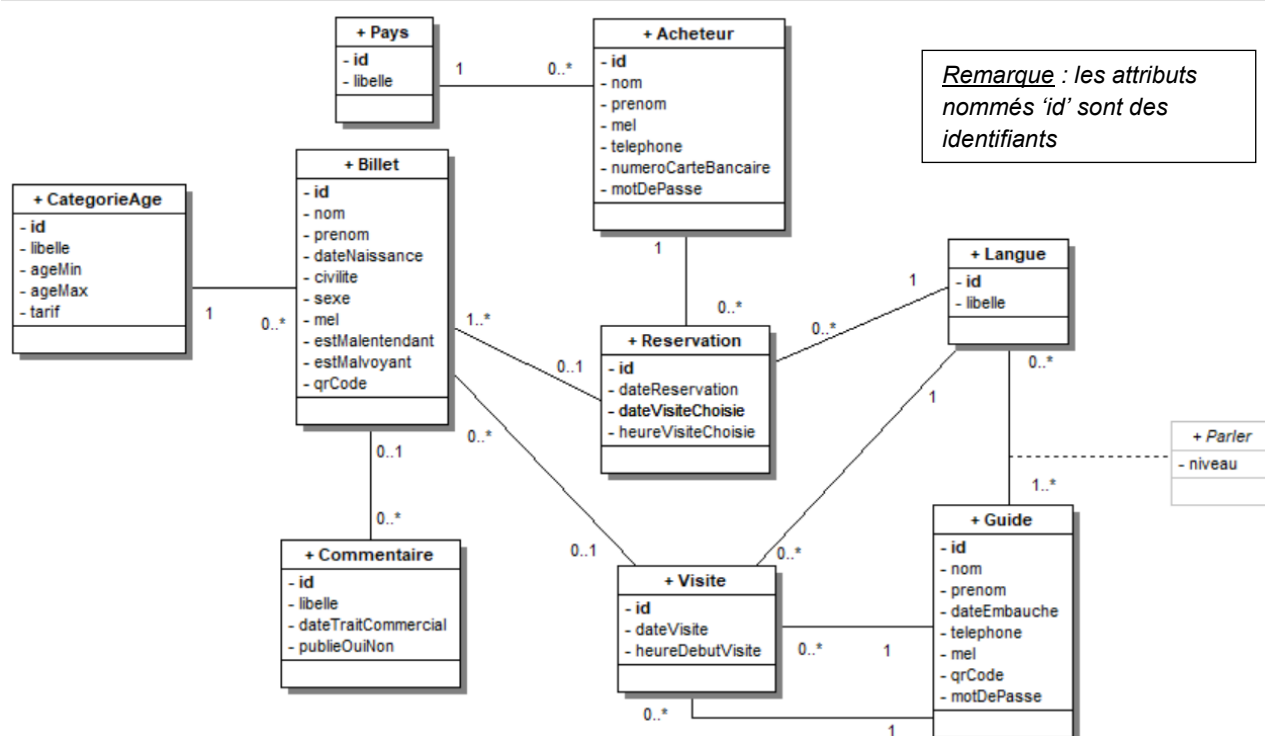 + Pays
- id
- libelle
1
0..*
+ Acheteur
- id
- nom
- prenom
- mel
- telephone
- numeroCarteBancaire
- motDePasse
Remarque : les attributs
nommés ‘id’ sont des
identifiants
+ CategorieAge
- id
- libelle
- ageMin
- ageMax
- tarif
1
0..*
+ Billet
- id
- nom
- prenom
- dateNaissance
- civilite
- sexe
- mel
- estMalentendant
- estMalvoyant
- qrCode
1..*
0..1
0..*
0..1
1
0..*
+ Reservation
- id
- dateReservation
- dateVisiteChoisie
- heureVisiteChoisie
0..*
1
+ Langue
- id
- libelle
0..*
1
+ Parler
- niveau
1..*
0..1
0..*
+ Commentaire
- id
- libelle
- dateTraitCommercial
- publieOuiNon
0..*
+ Visite
- id
- dateVisite
- heureDebutVisite
0..*
1
0..*
1
+ Guide
- id
- nom
- prenom
- dateEmbauche
- telephone
- mel
- qrCode
- motDePasse